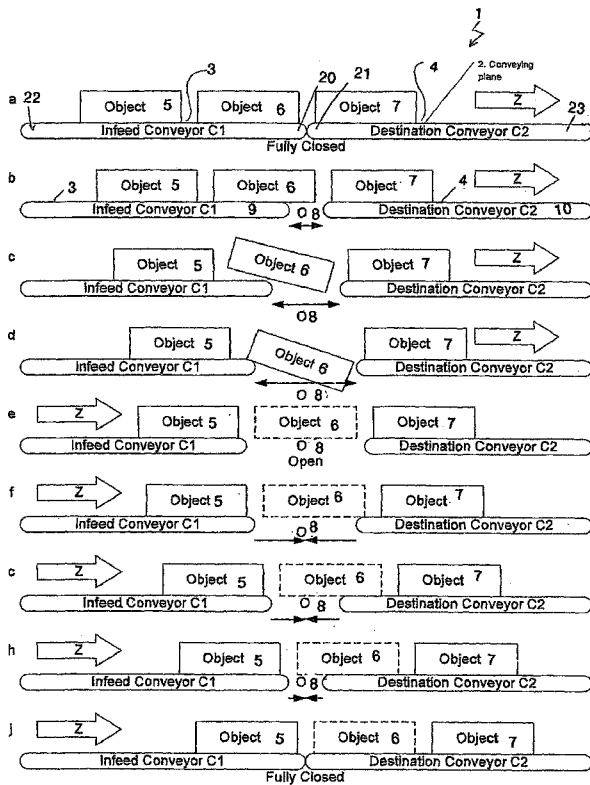 1
2. Conveying
plane
3 20 21 4
a Object 5 Object 6 Object 7 Z
22 Infeed Conveyor C1 Destination Conveyor C2 23
Fully Closed
b 3 Object 5 Object 6 Object 7 4 Z
Infeed Conveyor C1 9 O 8 Destination Conveyor C2 10
c Object 5 Object 6 Object 7 Z
Infeed Conveyor C1 Destination Conveyor C2
O8
d Object 5 Object 6 Object 7 Z
Infeed Conveyor C1 Destination Conveyor C2
O 8
e Z Object 5 Object 6 Object 7
Infeed Conveyor C1 O 8 Destination Conveyor C2
Open
f Z Object 5 Object 6 Object 7
Infeed Conveyor C1 O 8 Destination Conveyor C2
c Z Object 5 Object 6 Object 7
Infeed Conveyor C1 O 8 Destination Conveyor C2
h Z Object 5 Object 6 Object 7
Infeed Conveyor C1 O 8 Destination Conveyor C2
j Z Object 5 Object 6 Object 7
Infeed Conveyor C1 Destination Conveyor C2
Fully Closed